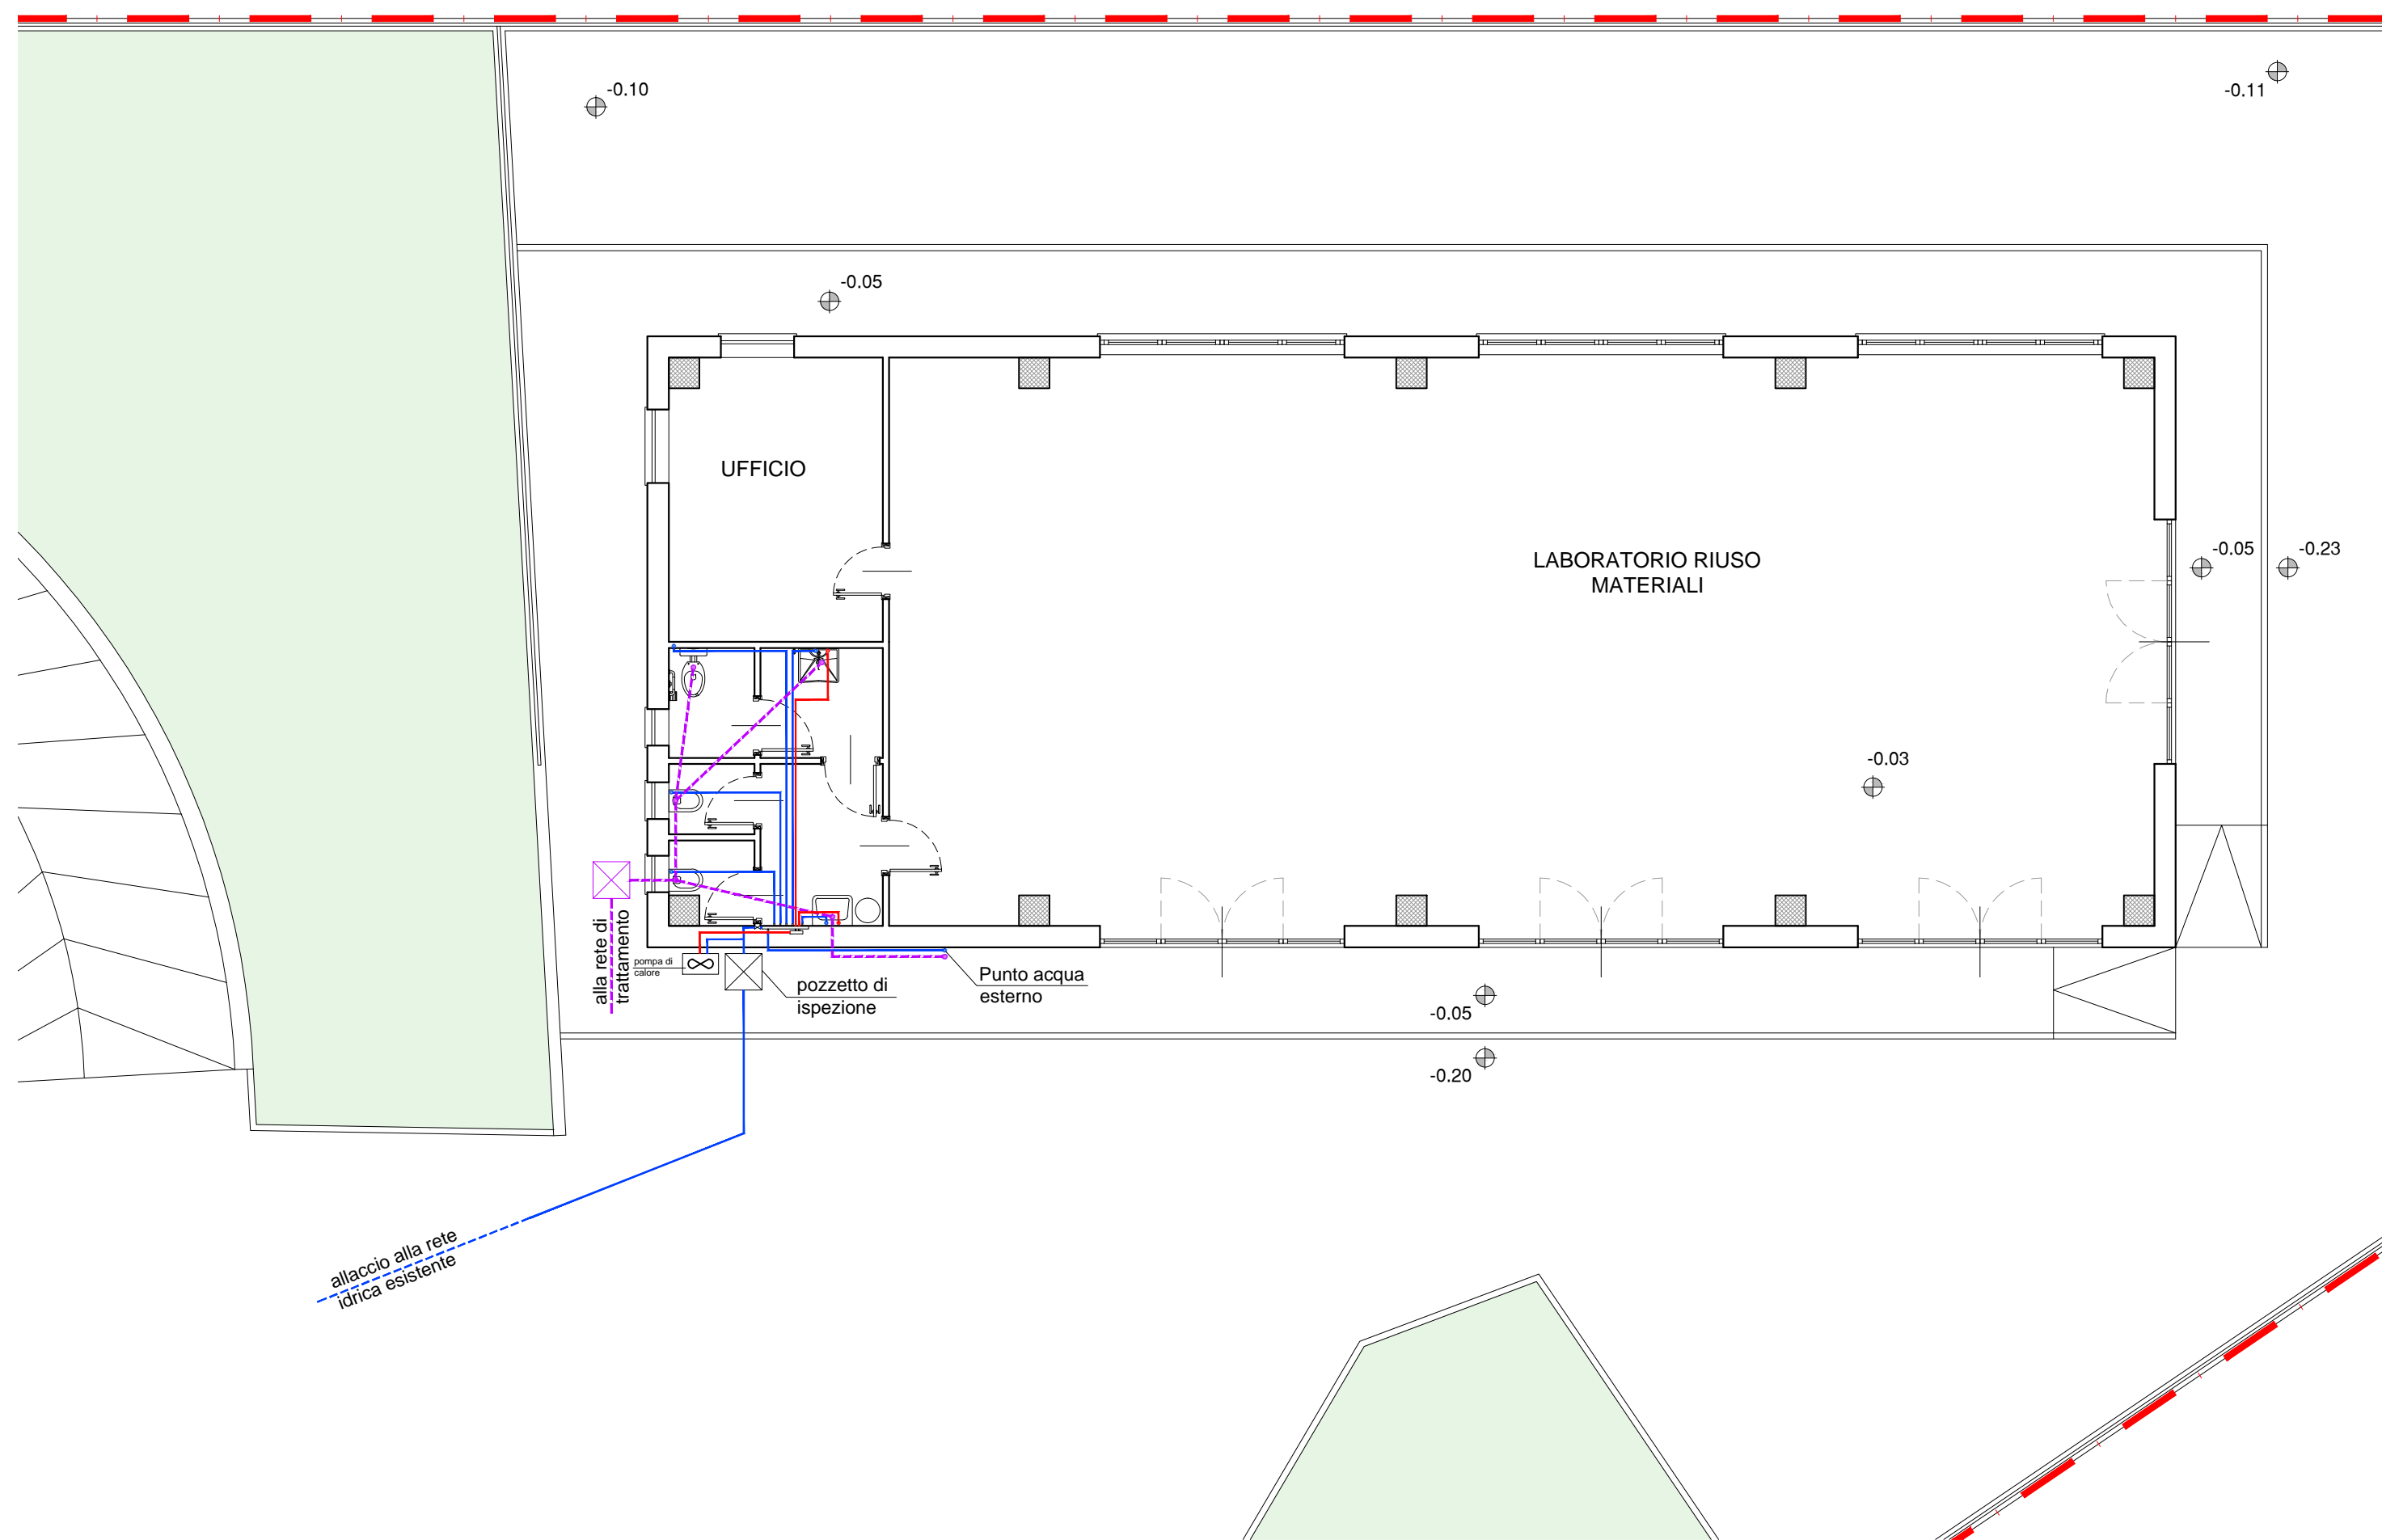 -0.10
-0.11
-0.05
UFFICIO
LABORATORIO RIUSO
MATERIALI
-0.05
-0.23
-0.03
alla rete di
trattamento
pompa di
calore
pozzetto di
ispezione
Punto acqua
esterno
-0.05
-0.20
allaccio alla rete
idrica esistente